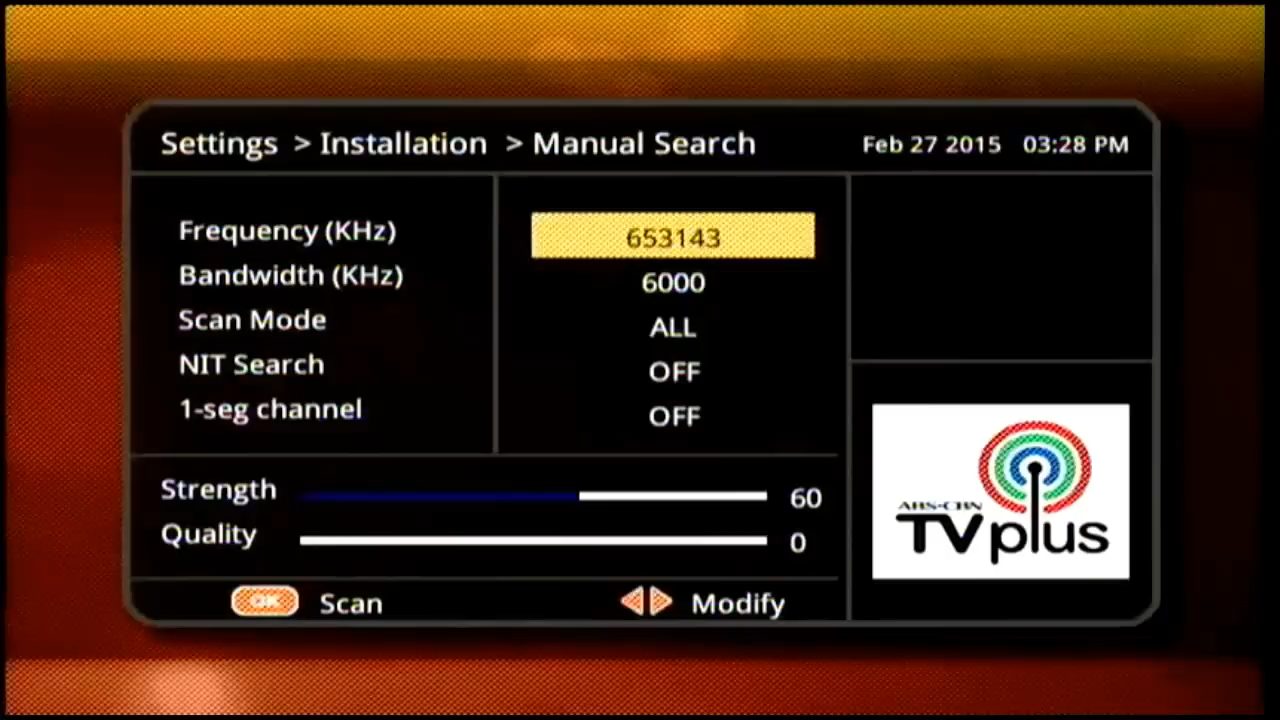 Settings > Installation > Manual Search Feb 27 2015 03:28 PM
Frequency (KHz) 653143
Bandwidth (KHz) 6000
Scan Mode ALL
NIT Search OFF
1-seg channel OFF
Strength 60
Quality 0
OK Scan Modify
ABS-CBN
TVplus